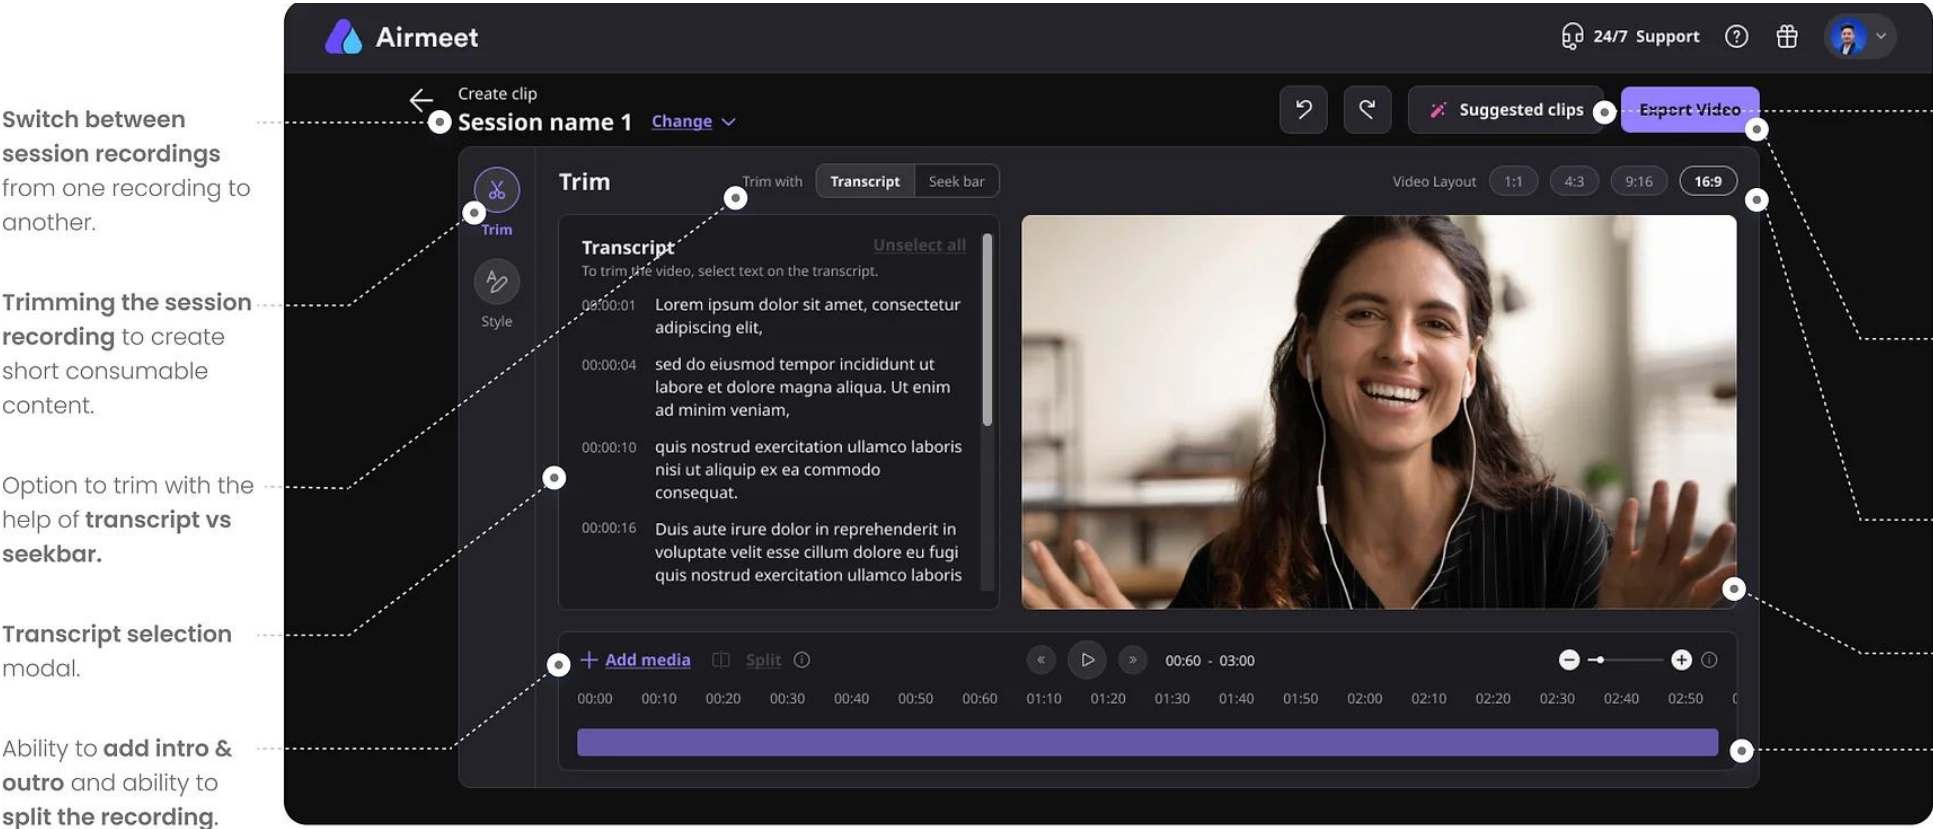 Switch between
session recordings
from one recording to
another.
Trimming the session
recording to create
short consumable
content.
Option to trim with the
help of transcript vs
seekbar.
Transcript selection
modal.
Ability to add intro &
outro and ability to
split the recording.
Airmeet
24/7 Support
Create clip
Session name 1 Change
Suggested clips
Export Video
Trim
Style
Trim
Trim with Transcript Seek bar
Video Layout 1:1 4:3 9:16 16:9
Transcript Unselect all
To trim the video, select text on the transcript.
00:00:01 Lorem ipsum dolor sit amet, consectetur
adipiscing elit,
00:00:04 sed do eiusmod tempor incididunt ut
labore et dolore magna aliqua. Ut enim
ad minim veniam,
00:00:10 quis nostrud exercitation ullamco laboris
nisi ut aliquip ex ea commodo
consequat.
00:00:16 Duis aute irure dolor in reprehenderit in
voluptate velit esse cillum dolore eu fugi
quis nostrud exercitation ullamco laboris
Add media Split 00:60 - 03:00
00:00 00:10 00:20 00:30 00:40 00:50 00:60 01:10 01:20 01:30 01:40 01:50 02:00 02:10 02:20 02:30 02:40 02:50